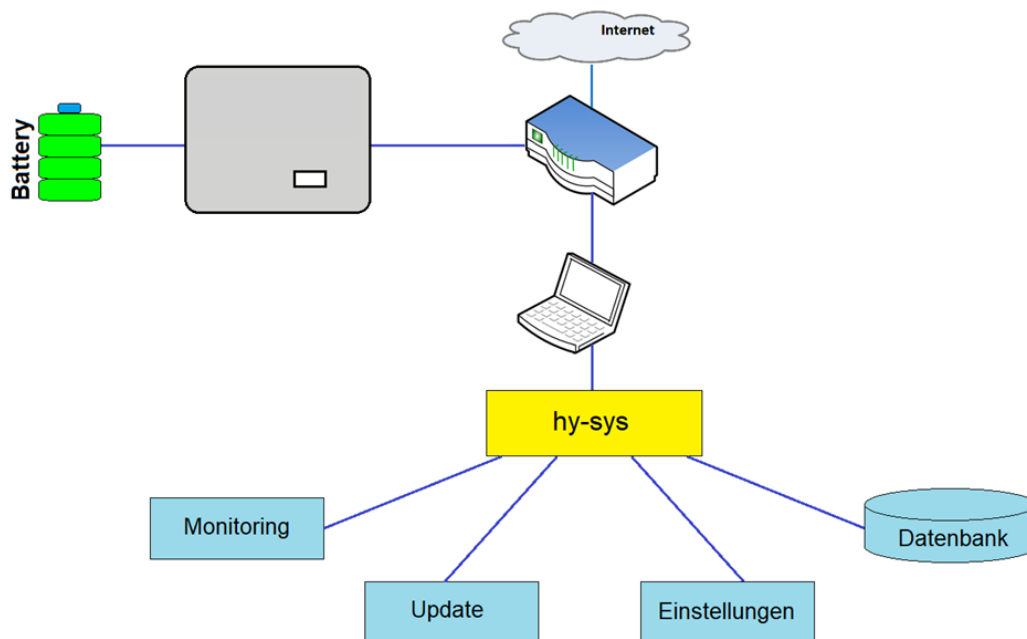 Internet
Battery
hy-sys
Monitoring
Datenbank
Update
Einstellungen